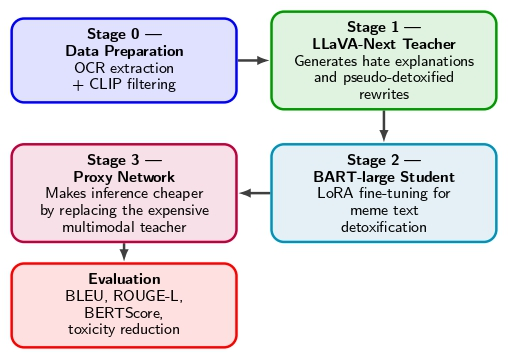 Stage 0 —
Data Preparation
OCR extraction
+ CLIP filtering
Stage 1 —
LLaVA-Next Teacher
Generates hate explanations
and pseudo-detoxified
rewrites
Stage 2 —
BART-large Student
LoRA fine-tuning for
meme text
detoxification
Stage 3 —
Proxy Network
Makes inference cheaper
by replacing the expensive
multimodal teacher
Evaluation
BLEU, ROUGE-L,
BERTScore,
toxicity reduction